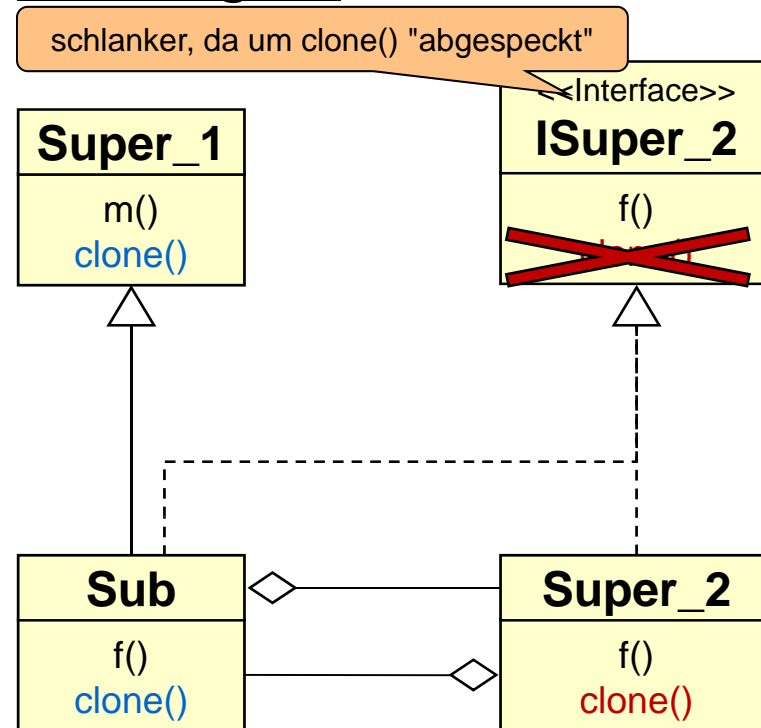 schlanker, da um clone() "abgespeckt"
<<Interface>>
Super_1
ISuper_2
m()
clone()
f()
Sub
Super_2
f()
clone()
f()
clone()